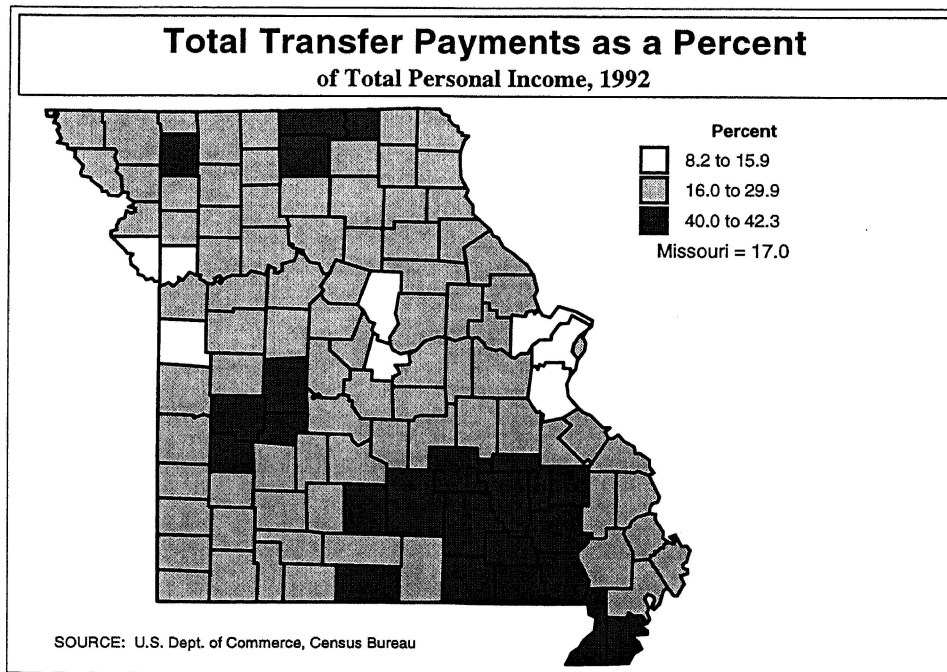 Total Transfer Payments as a Percent
of Total Personal Income, 1992
Percent
8.2 to 15.9
16.0 to 29.9
40.0 to 42.3
Missouri = 17.0
SOURCE: U.S. Dept. of Commerce, Census Bureau